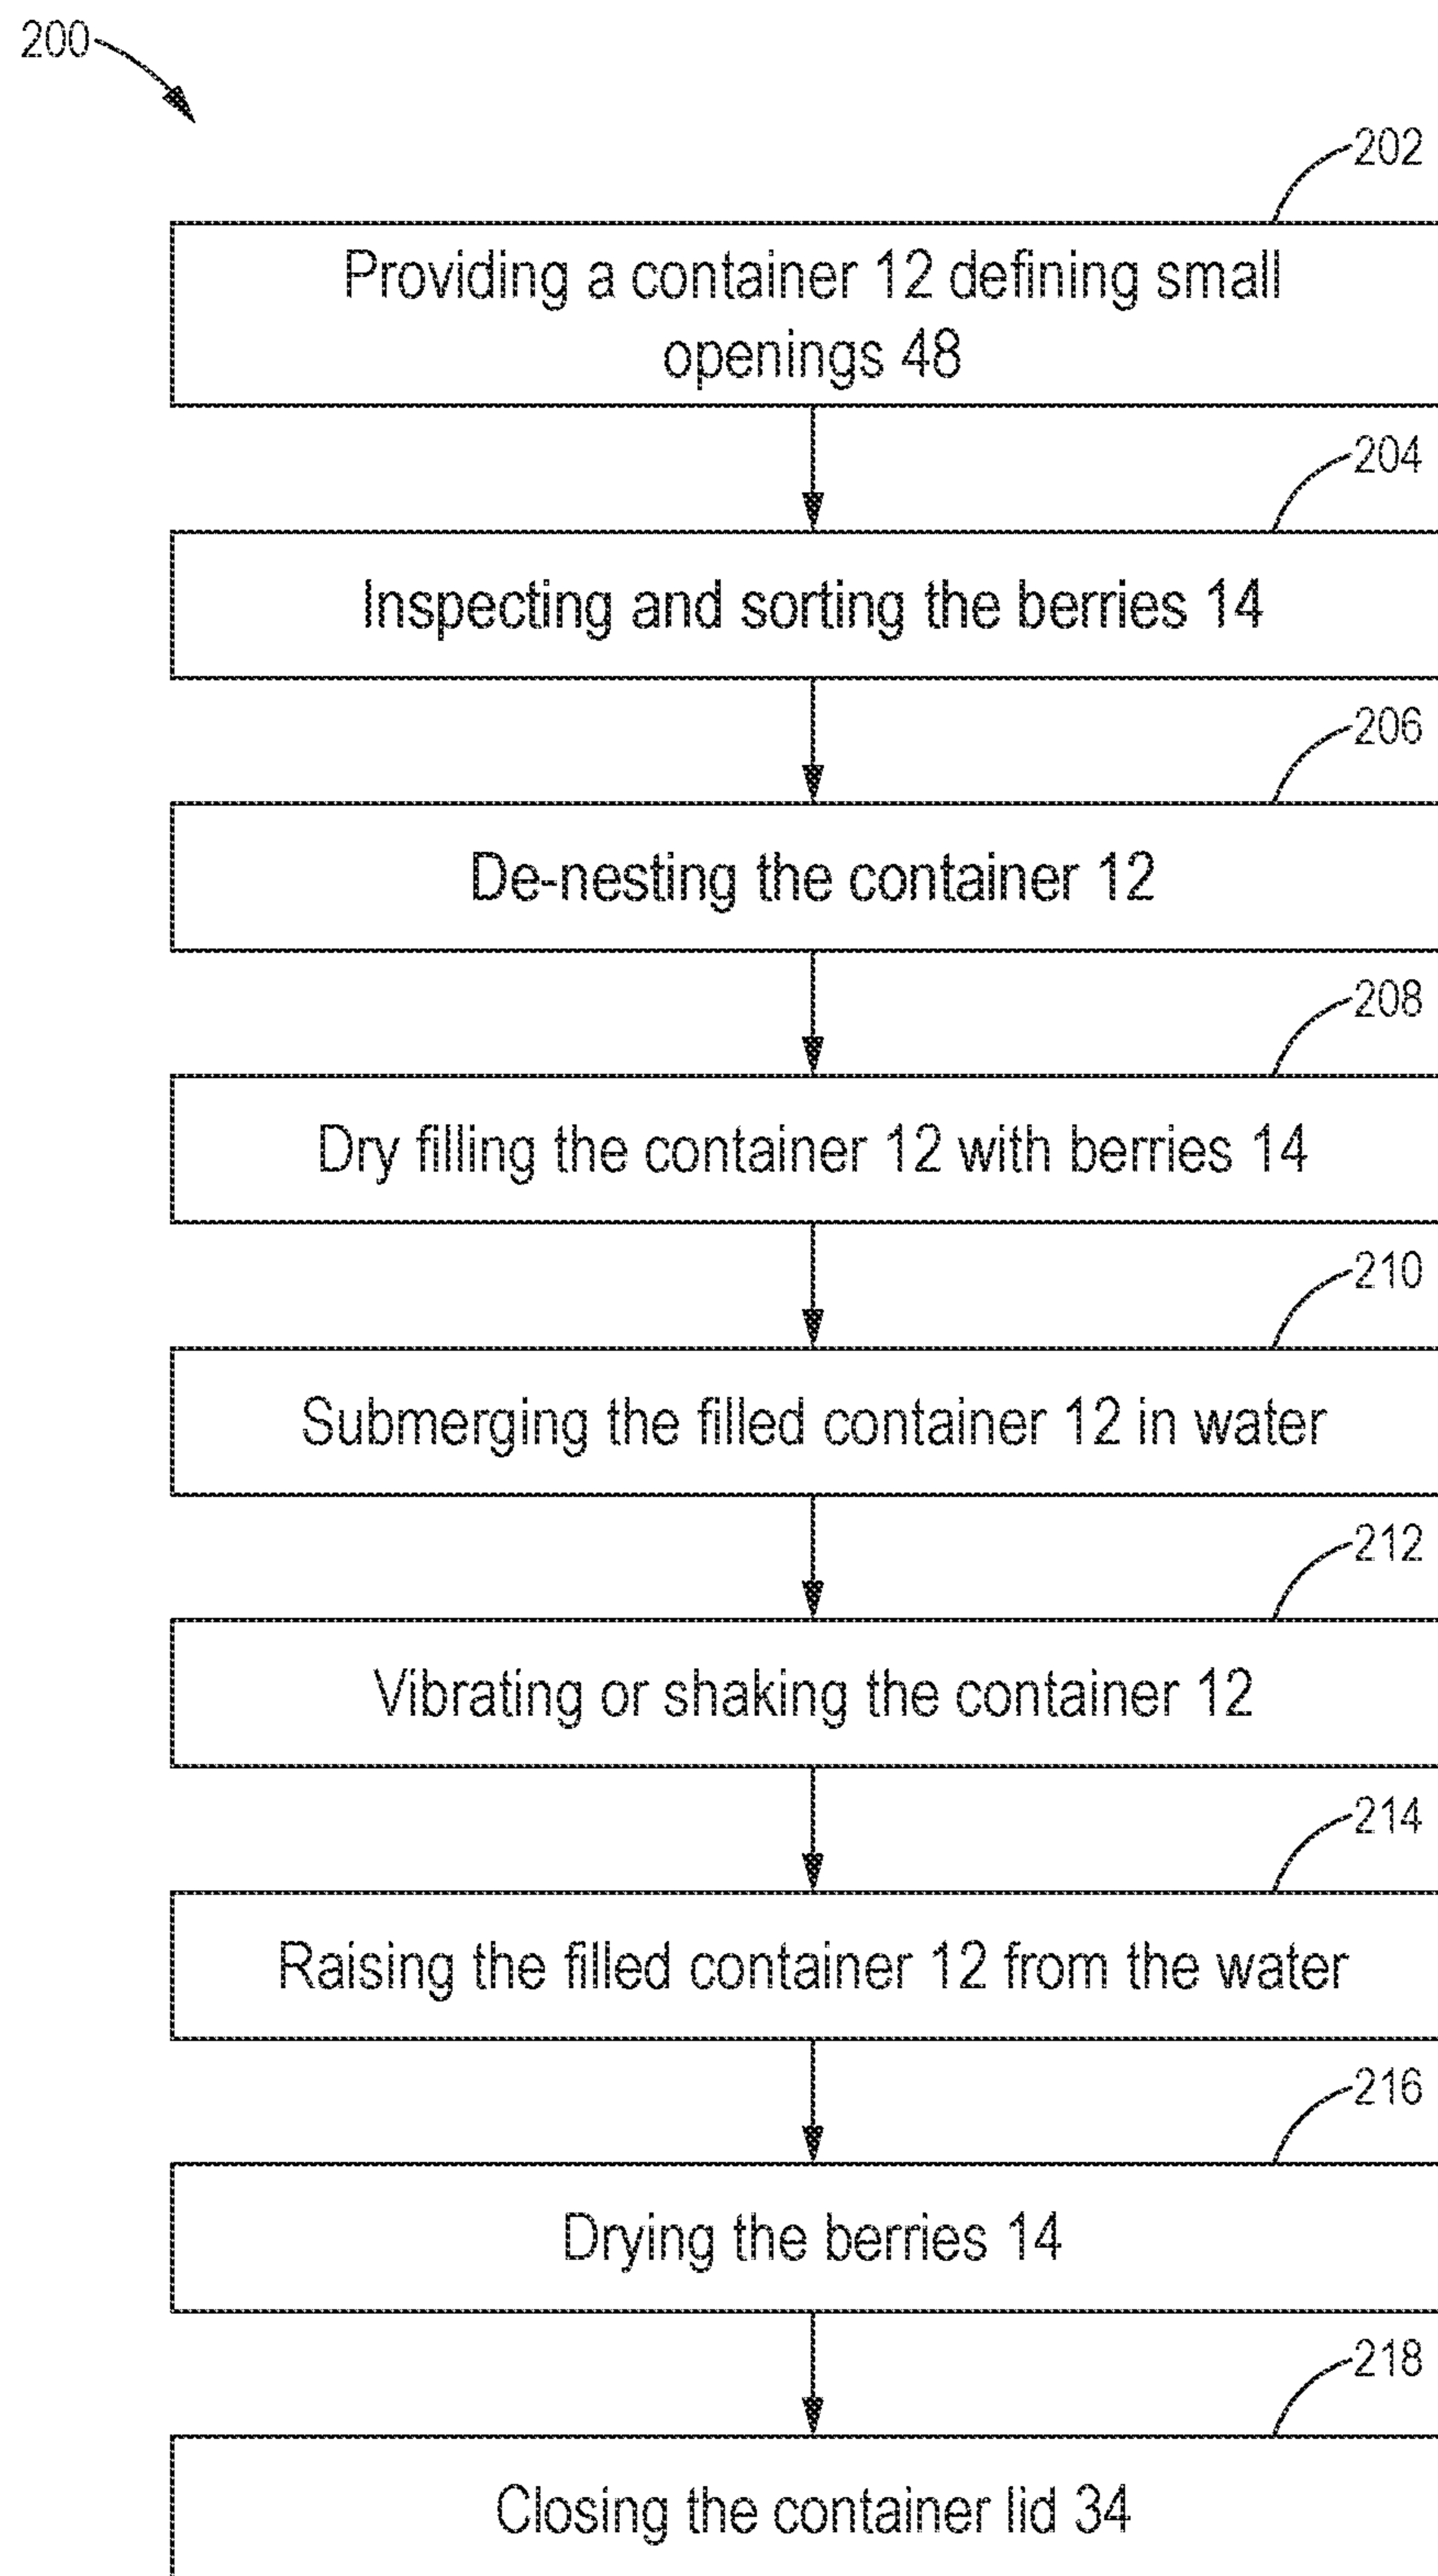 200
202
Providing a container 12 defining small
openings 48
204
Inspecting and sorting the berries 14
206
De-nesting the container 12
208
Dry filling the container 12 with berries 14
210
Submerging the filled container 12 in water
212
Vibrating or shaking the container 12
214
Raising the filled container 12 from the water
216
Drying the berries 14
218
Closing the container lid 34